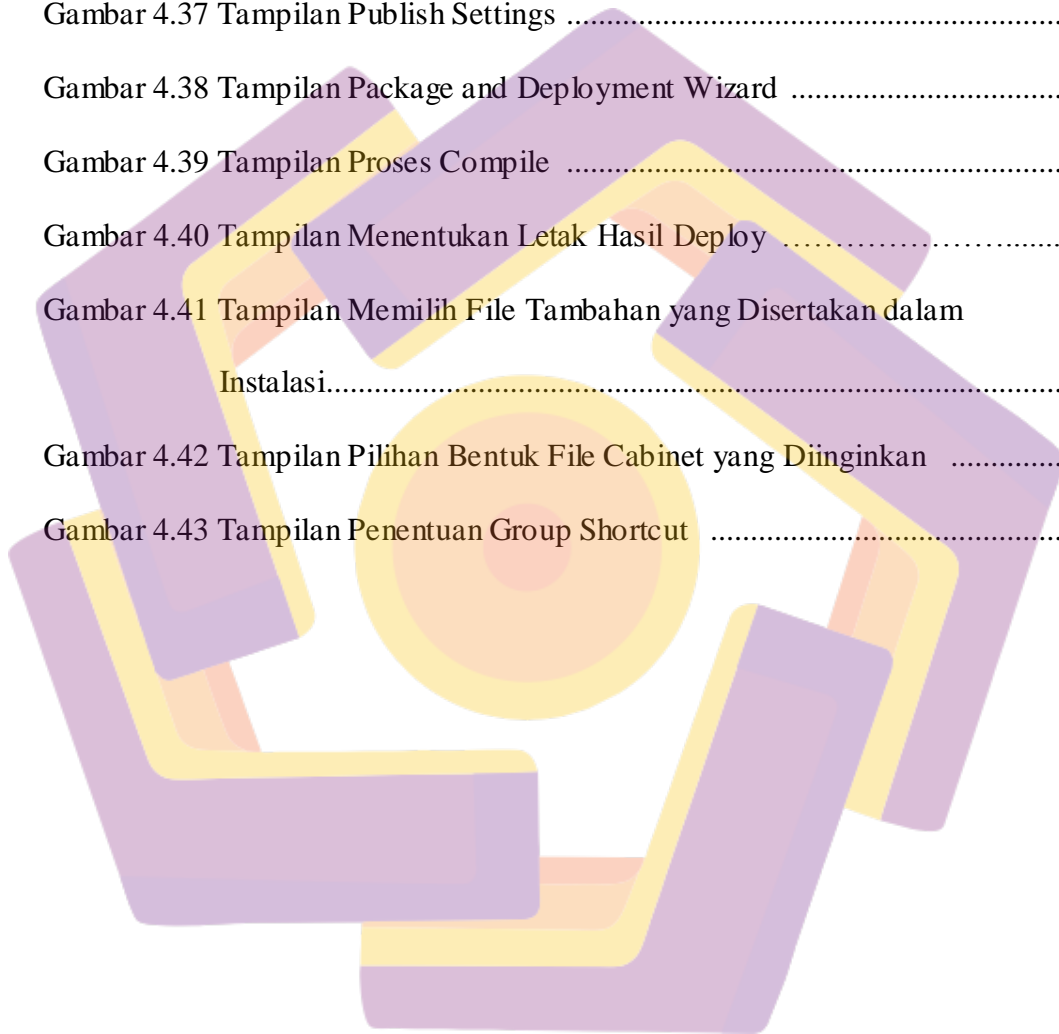 Gambar 4.37 Tampilan Publish Settings ..............................................................
Gambar 4.38 Tampilan Package and Deployment Wizard ..................................
Gambar 4.39 Tampilan Proses Compile ..............................................................
Gambar 4.40 Tampilan Menentukan Letak Hasil Deploy …………………….......
Gambar 4.41 Tampilan Memilih File Tambahan yang Disertakan dalam
Instalasi............................................................................................
Gambar 4.42 Tampilan Pilihan Bentuk File Cabinet yang Diinginkan ..............
Gambar 4.43 Tampilan Penentuan Group Shortcut ............................................